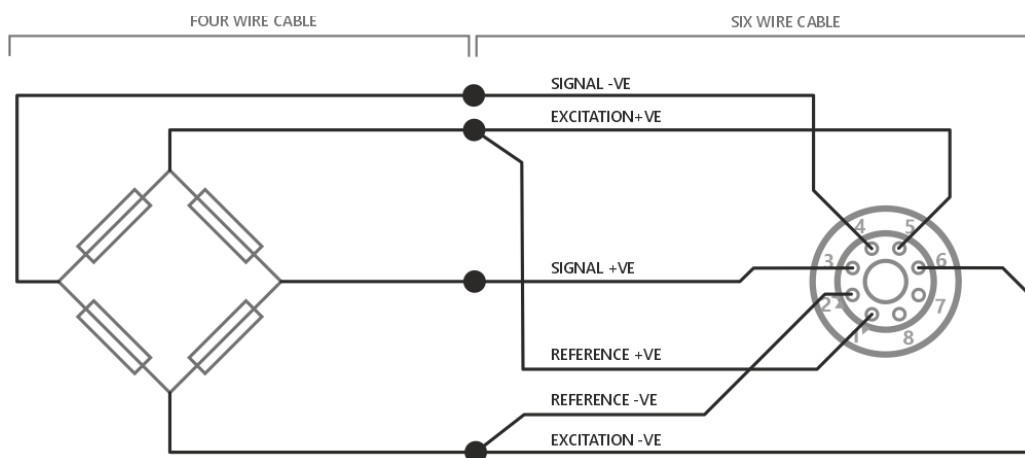 FOUR WIRE CABLE
SIX WIRE CABLE
SIGNAL -VE
EXCITATION+VE
4
5
3
SIGNAL +VE
6
2
7
1
8
REFERENCE +VE
REFERENCE -VE
EXCITATION -VE